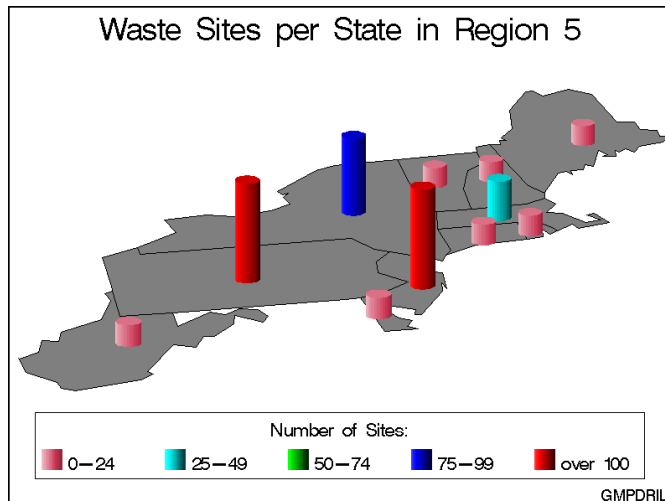 Waste Sites per State in Region 5
Number of Sites:
0-24 25-49 50-74 75-99 over 100
GMPDRIL